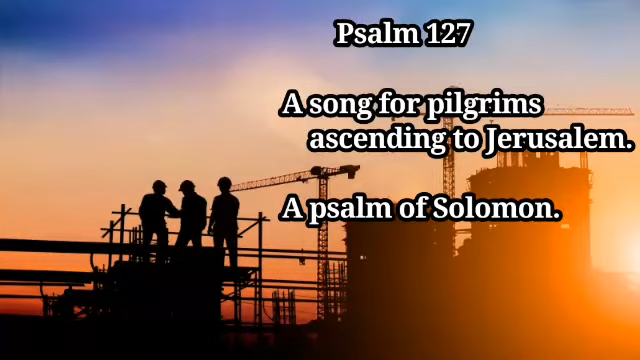 Psalm 127
A song for pilgrims
ascending to Jerusalem.
A psalm of Solomon.